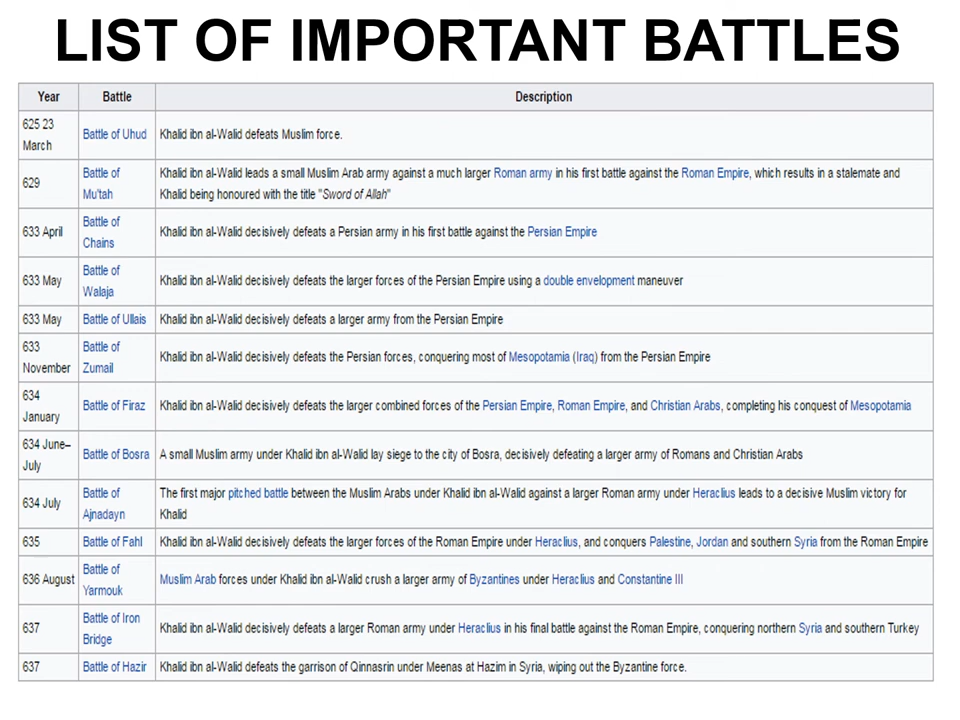 LIST OF IMPORTANT BATTLES
Year Battle Description
625 23
March
Battle of Uhud
Khalid ibn al-Walid defeats Muslim force.
629
Battle of
Mu'tah
Khalid ibn al-Walid leads a small Muslim Arab army against a much larger Roman army in his first battle against the Roman Empire, which results in a stalemate and
Khalid being honoured with the title "Sword of Allah"
633 April
Battle of
Chains
Khalid ibn al-Walid decisively defeats a Persian army in his first battle against the Persian Empire
633 May
Battle of
Walaja
Khalid ibn al-Walid decisively defeats the larger forces of the Persian Empire using a double envelopment maneuver
633 May
Battle of Ullais
Khalid ibn al-Walid decisively defeats a larger army from the Persian Empire
633
November
Battle of
Zumail
Khalid ibn al-Walid decisively defeats the Persian forces, conquering most of Mesopotamia (Iraq) from the Persian Empire
634
January
Battle of Firaz
Khalid ibn al-Walid decisively defeats the larger combined forces of the Persian Empire, Roman Empire, and Christian Arabs, completing his conquest of Mesopotamia
634 June–
July
Battle of Bosra
A small Muslim army under Khalid ibn al-Walid lay siege to the city of Bosra, decisively defeating a larger army of Romans and Christian Arabs
634 July
Battle of
Ajnadayn
The first major pitched battle between the Muslim Arabs under Khalid ibn al-Walid against a larger Roman army under Heraclius leads to a decisive Muslim victory for
Khalid
635
Battle of Fahl
Khalid ibn al-Walid decisively defeats the larger forces of the Roman Empire under Heraclius, and conquers Palestine, Jordan and southern Syria from the Roman Empire
636 August
Battle of
Yarmouk
Muslim Arab forces under Khalid ibn al-Walid crush a larger army of Byzantines under Heraclius and Constantine III
637
Battle of Iron
Bridge
Khalid ibn al-Walid decisively defeats a larger Roman army under Heraclius in his final battle against the Roman Empire, conquering northern Syria and southern Turkey
637
Battle of Hazir
Khalid ibn al-Walid defeats the garrison of Qinnasrin under Meenas at Hazim in Syria, wiping out the Byzantine force.